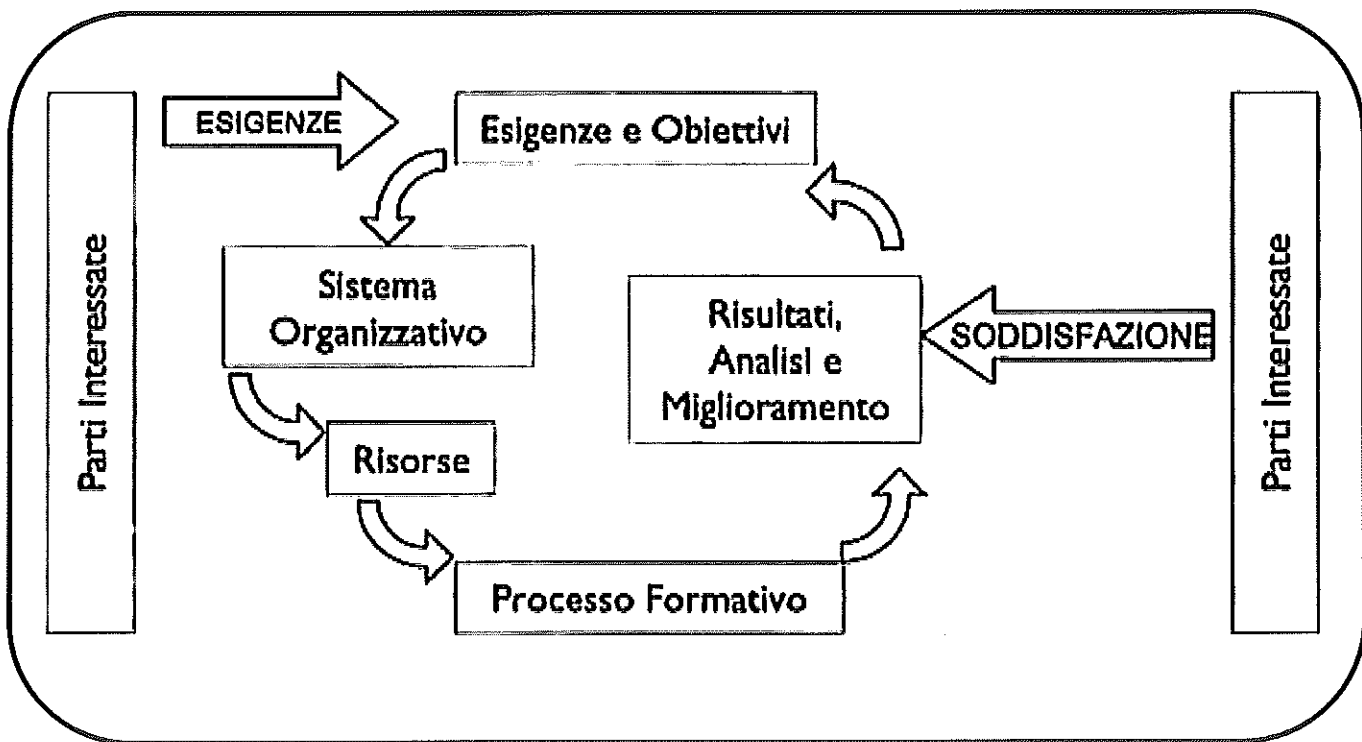 Parti Interessate
ESIGENZE
Esigenze e Obiettivi
Sistema
Organizzativo
Risorse
Processo Formativo
Risultati,
Analisi e
Miglioramento
SODDISFAZIONE
Parti Interessate